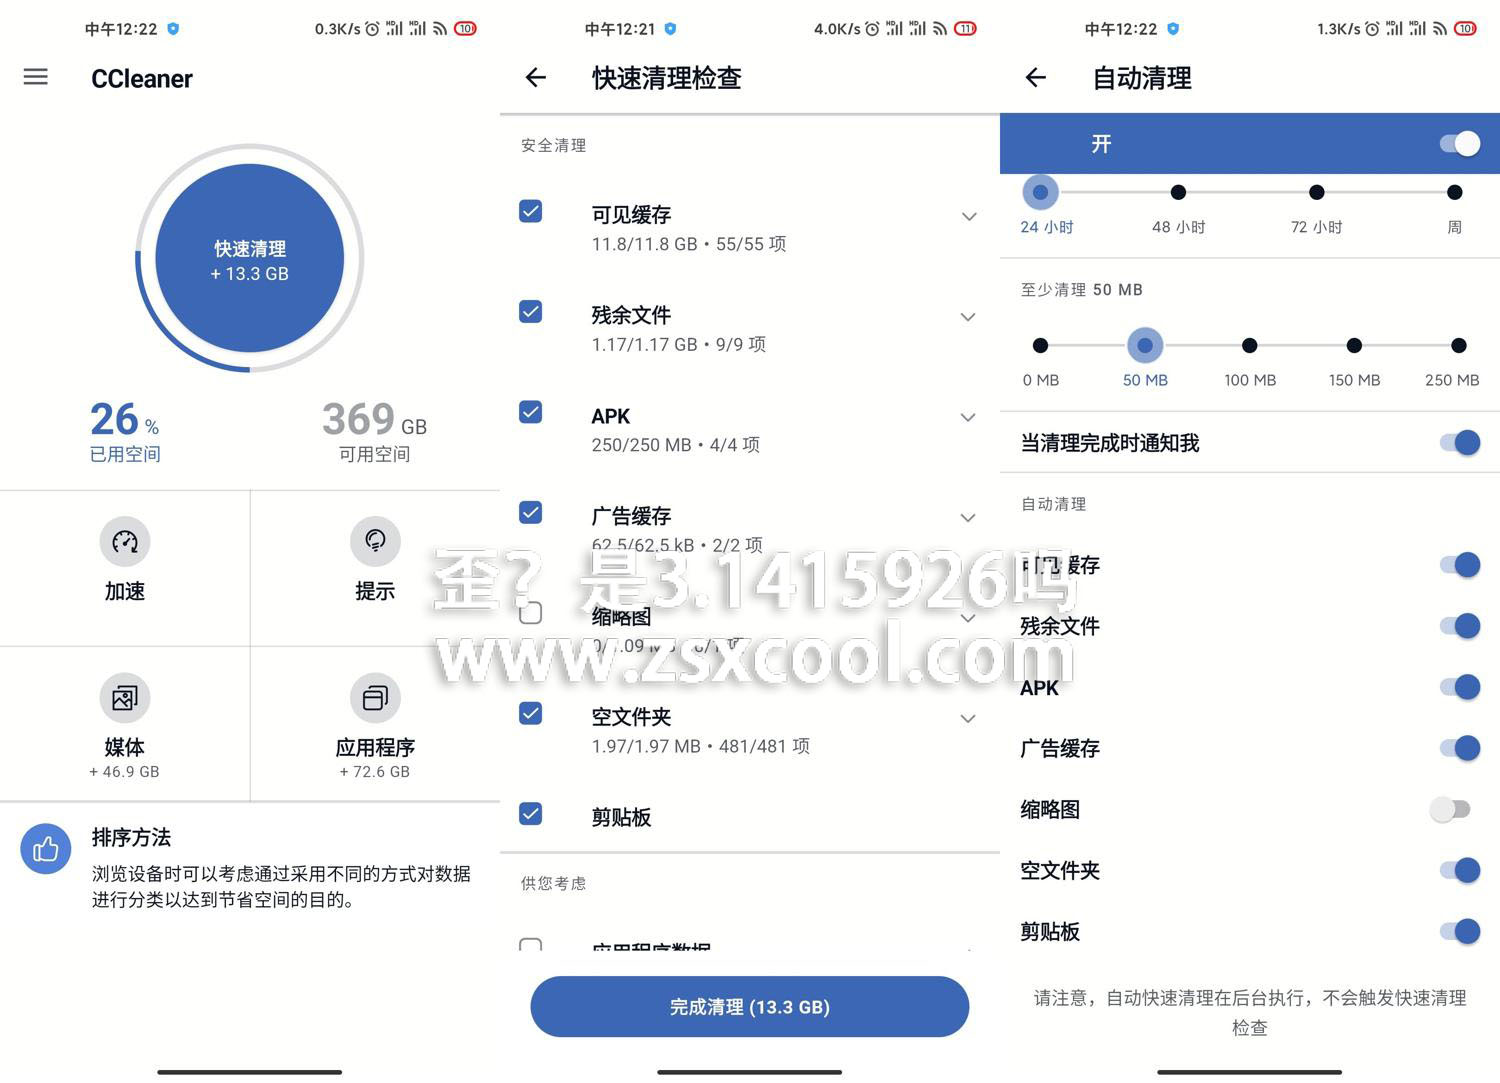 中午12:22
0.3K/s
10
CCleaner
快速清理
+ 13.3 GB
26 %
已用空间
369 GB
可用空间
加速
提示
媒体
+ 46.9 GB
应用程序
+ 72.6 GB
排序方法
浏览设备时可以考虑通过采用不同的方式对数据
进行分类以达到节省空间的目的。
中午12:21
4.0K/s
11
快速清理检查
安全清理
可见缓存
11.8/11.8 GB • 55/55 项
残余文件
1.17/1.17 GB • 9/9 项
APK
250/250 MB • 4/4 项
广告缓存
62.5/62.5 kB • 2/2 项
歪？是3.1415926吗
缩略图
www.zsxcool.com
空文件夹
1.97/1.97 MB • 481/481 项
剪贴板
供您考虑
应用程序数据
完成清理 (13.3 GB)
中午12:22
1.3K/s
10
自动清理
开
24 小时
48 小时
72 小时
周
至少清理 50 MB
0 MB
50 MB
100 MB
150 MB
250 MB
当清理完成时通知我
自动清理
可见缓存
残余文件
APK
广告缓存
缩略图
空文件夹
剪贴板
请注意，自动快速清理在后台执行，不会触发快速清理
检查